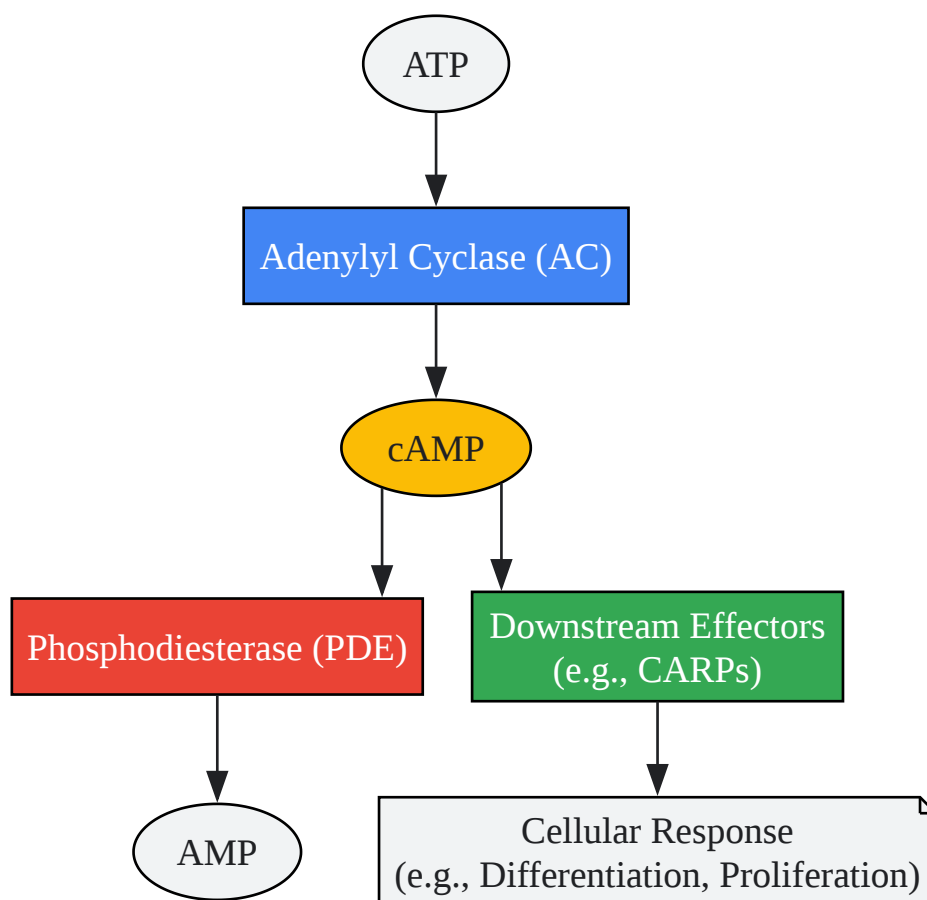 ATP
Adenylyl Cyclase (AC)
cAMP
Phosphodiesterase (PDE)
Downstream Effectors
(e.g., CARPs)
AMP
Cellular Response
(e.g., Differentiation, Proliferation)